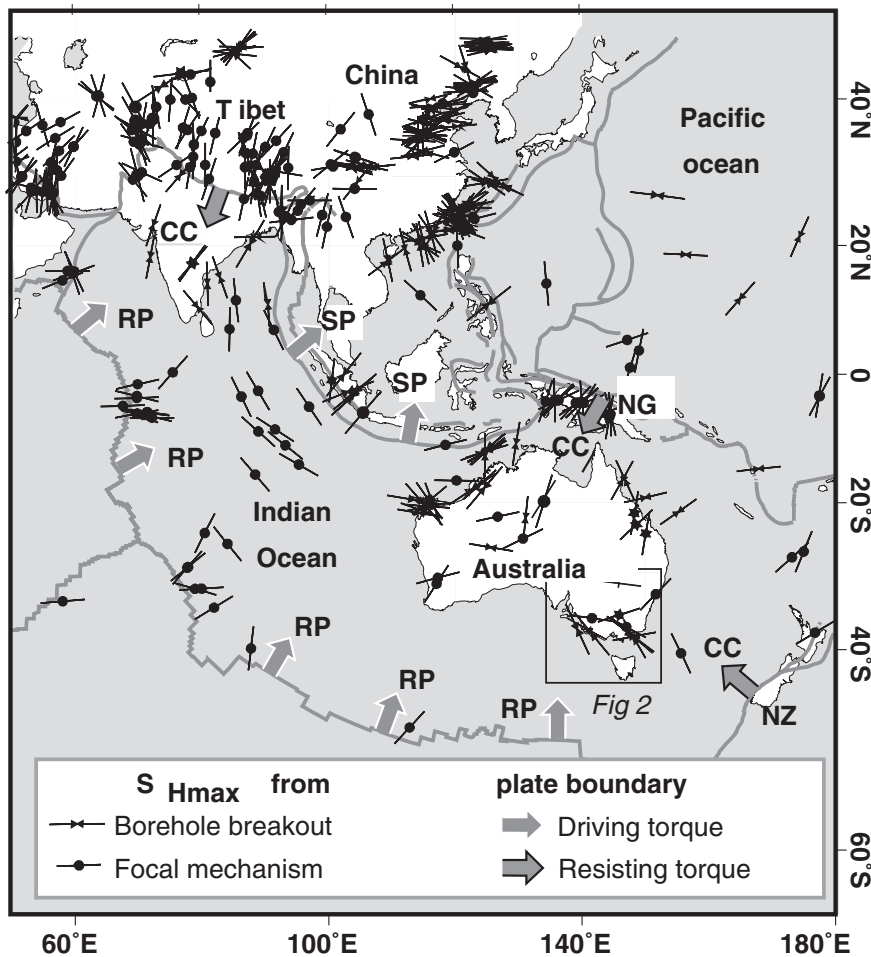 China
T ibet
40°N
Pacific
ocean
CC
20°N
RP
SP
0
SP
NG
CC
RP
Indian
Ocean
20°S
Australia
RP
CC
40°S
RP
RP
Fig 2
NZ
S Hmax from
plate boundary
Borehole breakout
Driving torque
Focal mechanism
Resisting torque
60°S
60°E
100°E
140°E
180°E